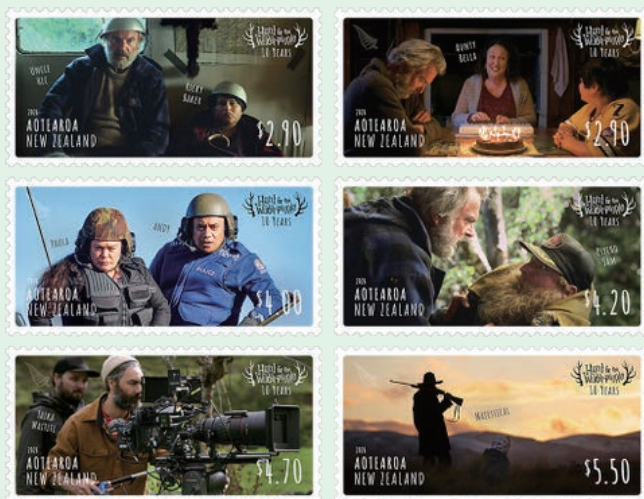 UNCLE
HEC
RICKY
BAKER
Hunt for the
Wilderpeople
10 YEARS
2026
AOTEAROA
NEW ZEALAND
$2.90
AUNTY
BELLA
Hunt for the
Wilderpeople
10 YEARS
2026
AOTEAROA
NEW ZEALAND
$2.90
PAULA
ANDY
POLICE
Hunt for the
Wilderpeople
10 YEARS
2026
AOTEAROA
NEW ZEALAND
$4.00
PSYCHO
SAM
Hunt for the
Wilderpeople
10 YEARS
2026
AOTEAROA
NEW ZEALAND
$4.20
TAIKA
WAITITI
Hunt for the
Wilderpeople
10 YEARS
2026
AOTEAROA
NEW ZEALAND
$4.70
MAJESTICAL
Hunt for the
Wilderpeople
10 YEARS
2026
AOTEAROA
NEW ZEALAND
$5.50